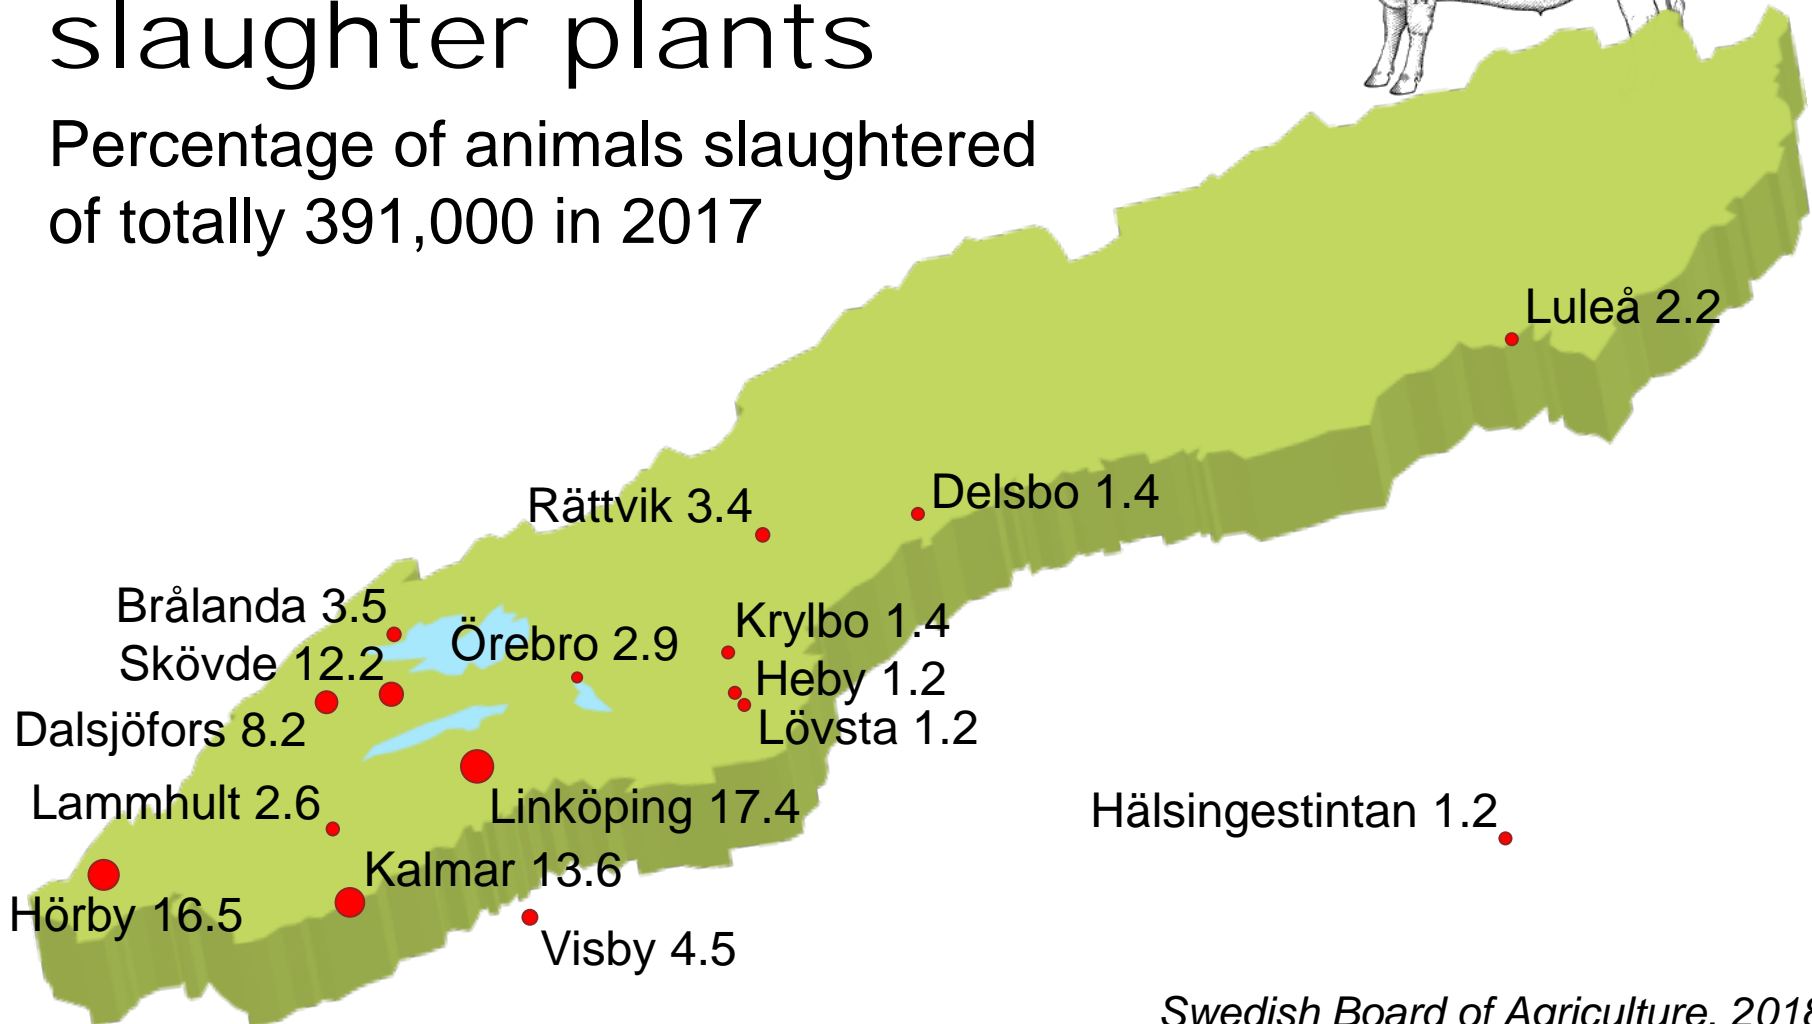 slaughter plants
Percentage of animals slaughtered
of totally 391,000 in 2017
Luleå 2.2
Rättvik 3.4
Delsbo 1.4
Brålanda 3.5
Örebro 2.9
Krylbo 1.4
Skövde 12.2
Heby 1.2
Dalsjöfors 8.2
Lövsta 1.2
Lammhult 2.6
Linköping 17.4
Hälsingestintan 1.2
Kalmar 13.6
Hörby 16.5
Visby 4.5
Swedish Board of Agriculture, 2018